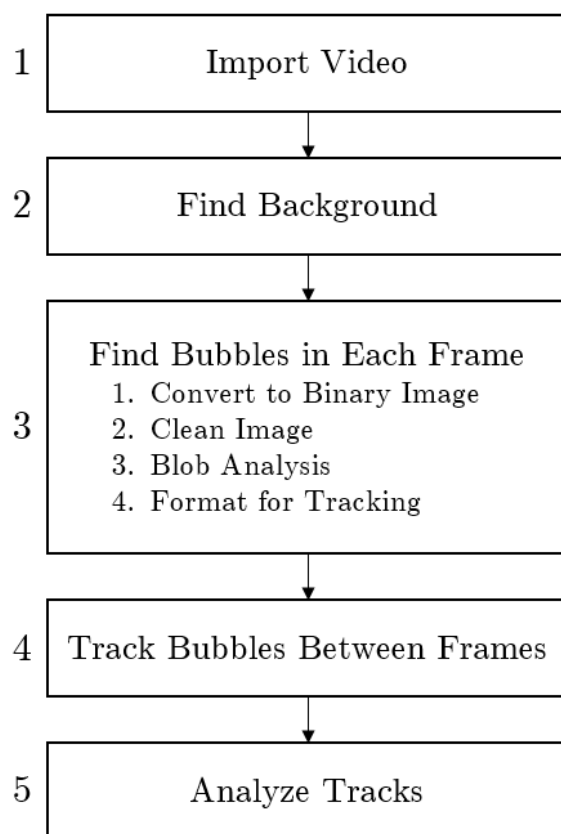 1 Import Video
2 Find Background
Find Bubbles in Each Frame
1. Convert to Binary Image
2. Clean Image
3 
3. Blob Analysis
4. Format for Tracking
4 Track Bubbles Between Frames
5 Analyze Tracks